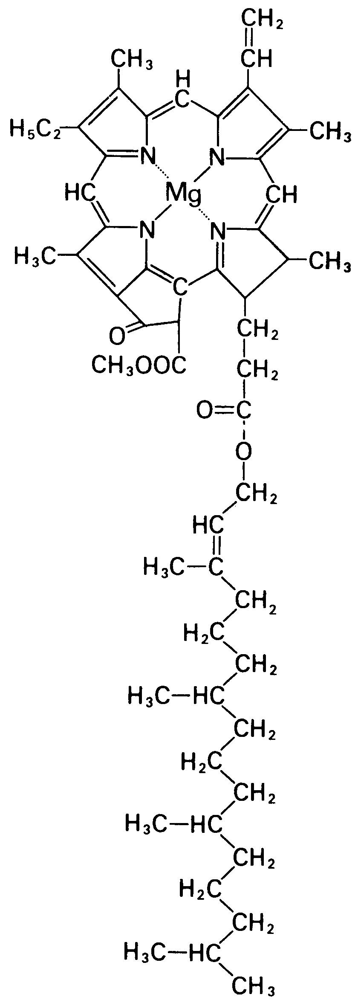 CH₂
CH
CH₃
H
C
H₅C₂
CH₃
N
N
HC
Mg
CH
N
N
H₃C
CH₃
C
O
CH₂
CH₃OOC
CH₂
O=C
O
CH₂
HC
H₃C–C
CH₂
H₂C
CH₂
H₃C–HC
CH₂
H₂C
CH₂
H₃C–HC
CH₂
H₂C
CH₂
H₃C–HC
CH₃